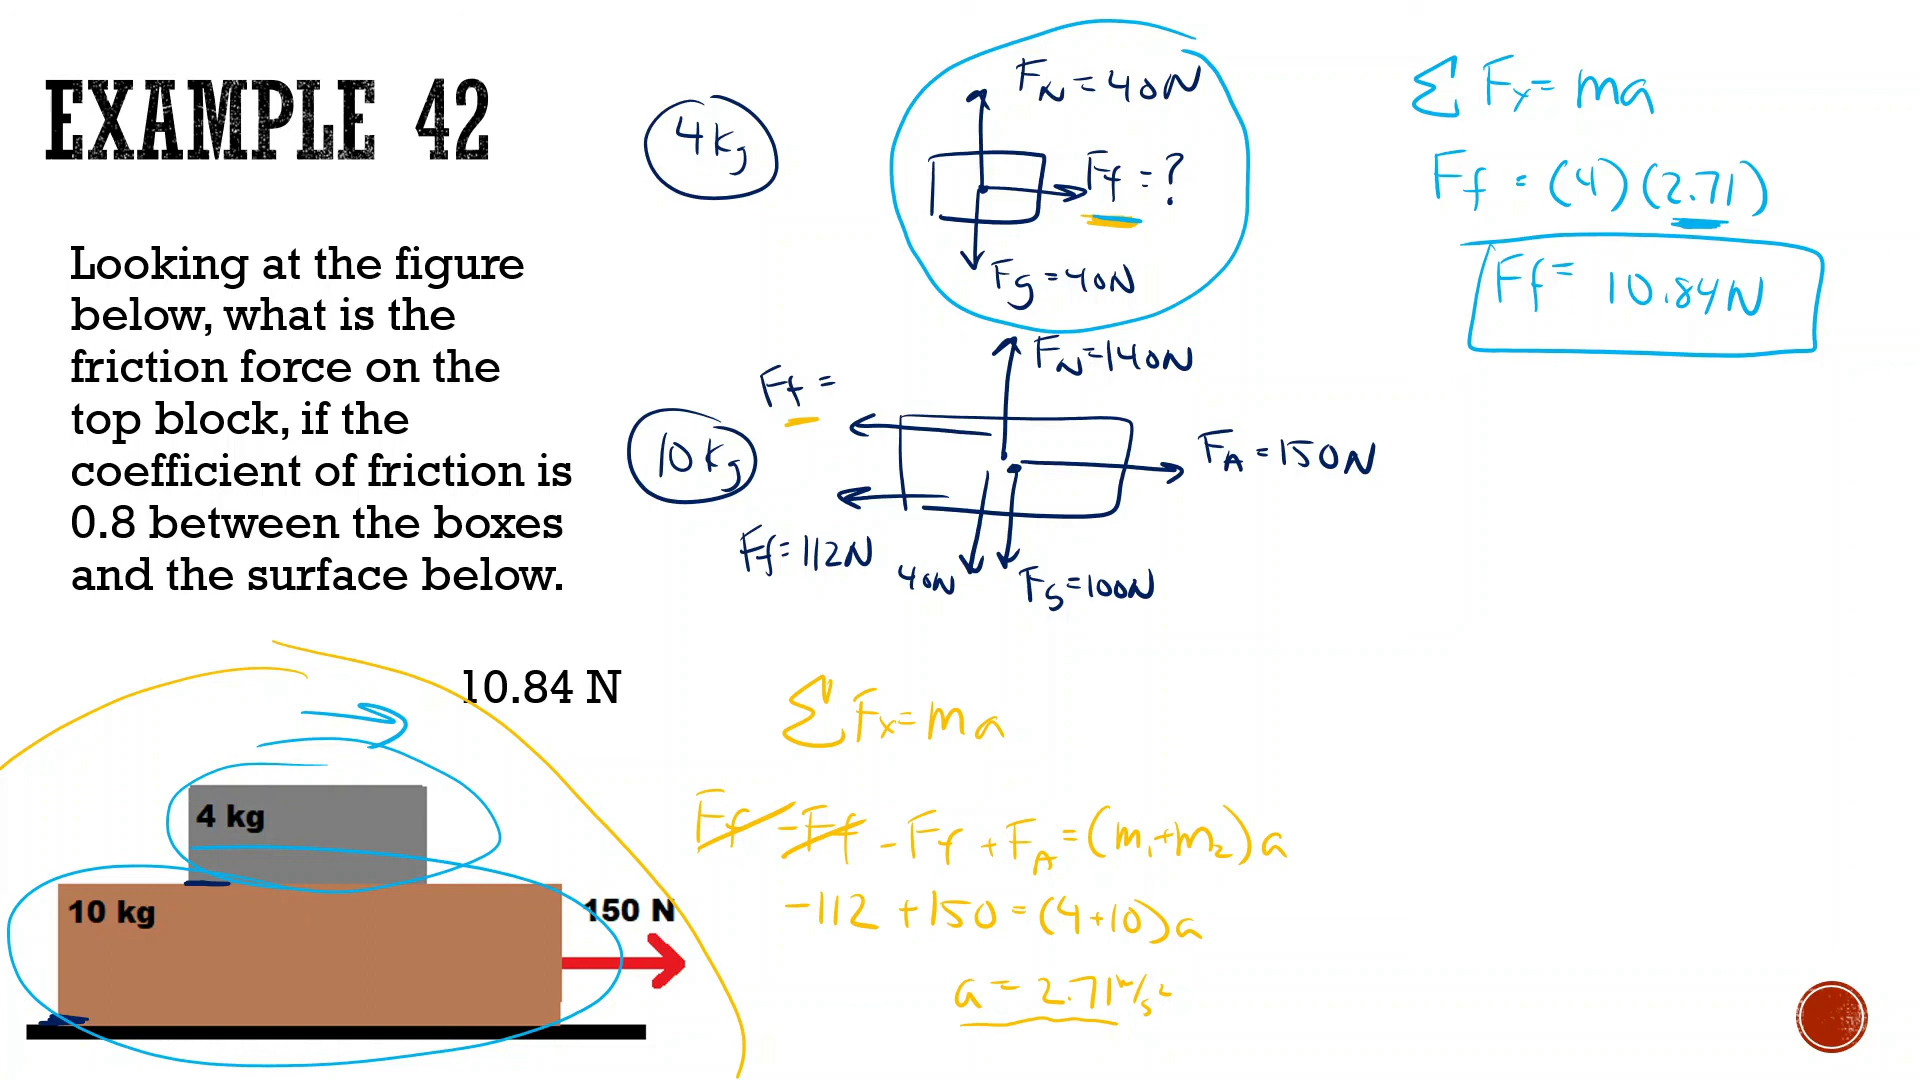 EXAMPLE 42
Looking at the figure
below, what is the
friction force on the
top block, if the
coefficient of friction is
0.8 between the boxes
and the surface below.
10.84 N
4 kg
10 kg
150 N
4kg
FN = 40N
Ff = ?
Fg = 40N
10kg
Ff =
FN = 140N
FA = 150N
Ff = 112N
40N
Fg = 100N
Σ Fx = ma
Ff - Ff - Ff + FA = (m1+m2)a
-112 + 150 = (4+10)a
a = 2.71 m/s²
Σ Fx = ma
Ff = (4)(2.71)
Ff = 10.84N